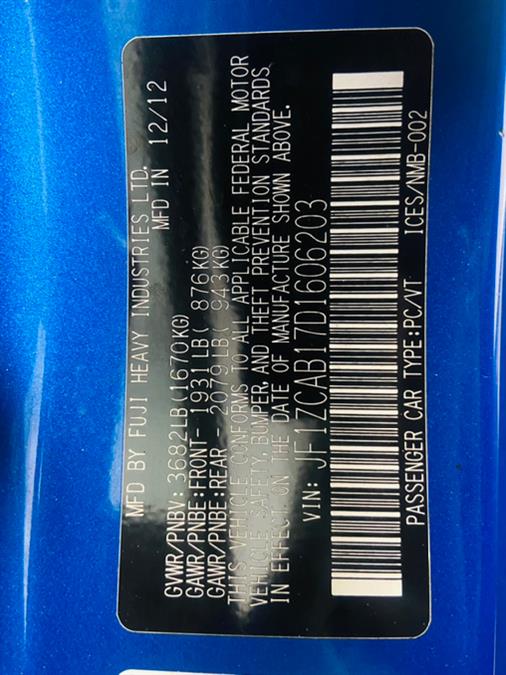 MFD BY FUJI HEAVY INDUSTRIES LTD.
MFD IN 12/12
GVWR/PNBV: 3682LB(1670KG)
GAWR/PNBE:FRONT- 1931LB( 876KG)
GAWR/PNBE:REAR 2079LB( 943KG)
THIS VEHICLE CONFORMS TO ALL APPLICABLE FEDERAL MOTOR
VEHICLE SAFETY, BUMPER, AND THEFT PREVENTION STANDARDS
IN EFFECT ON THE DATE OF MANUFACTURE SHOWN ABOVE.
VIN: JF1ZCAB17D1606203
PASSENGER CAR TYPE:PC/VT ICES/NMB-002